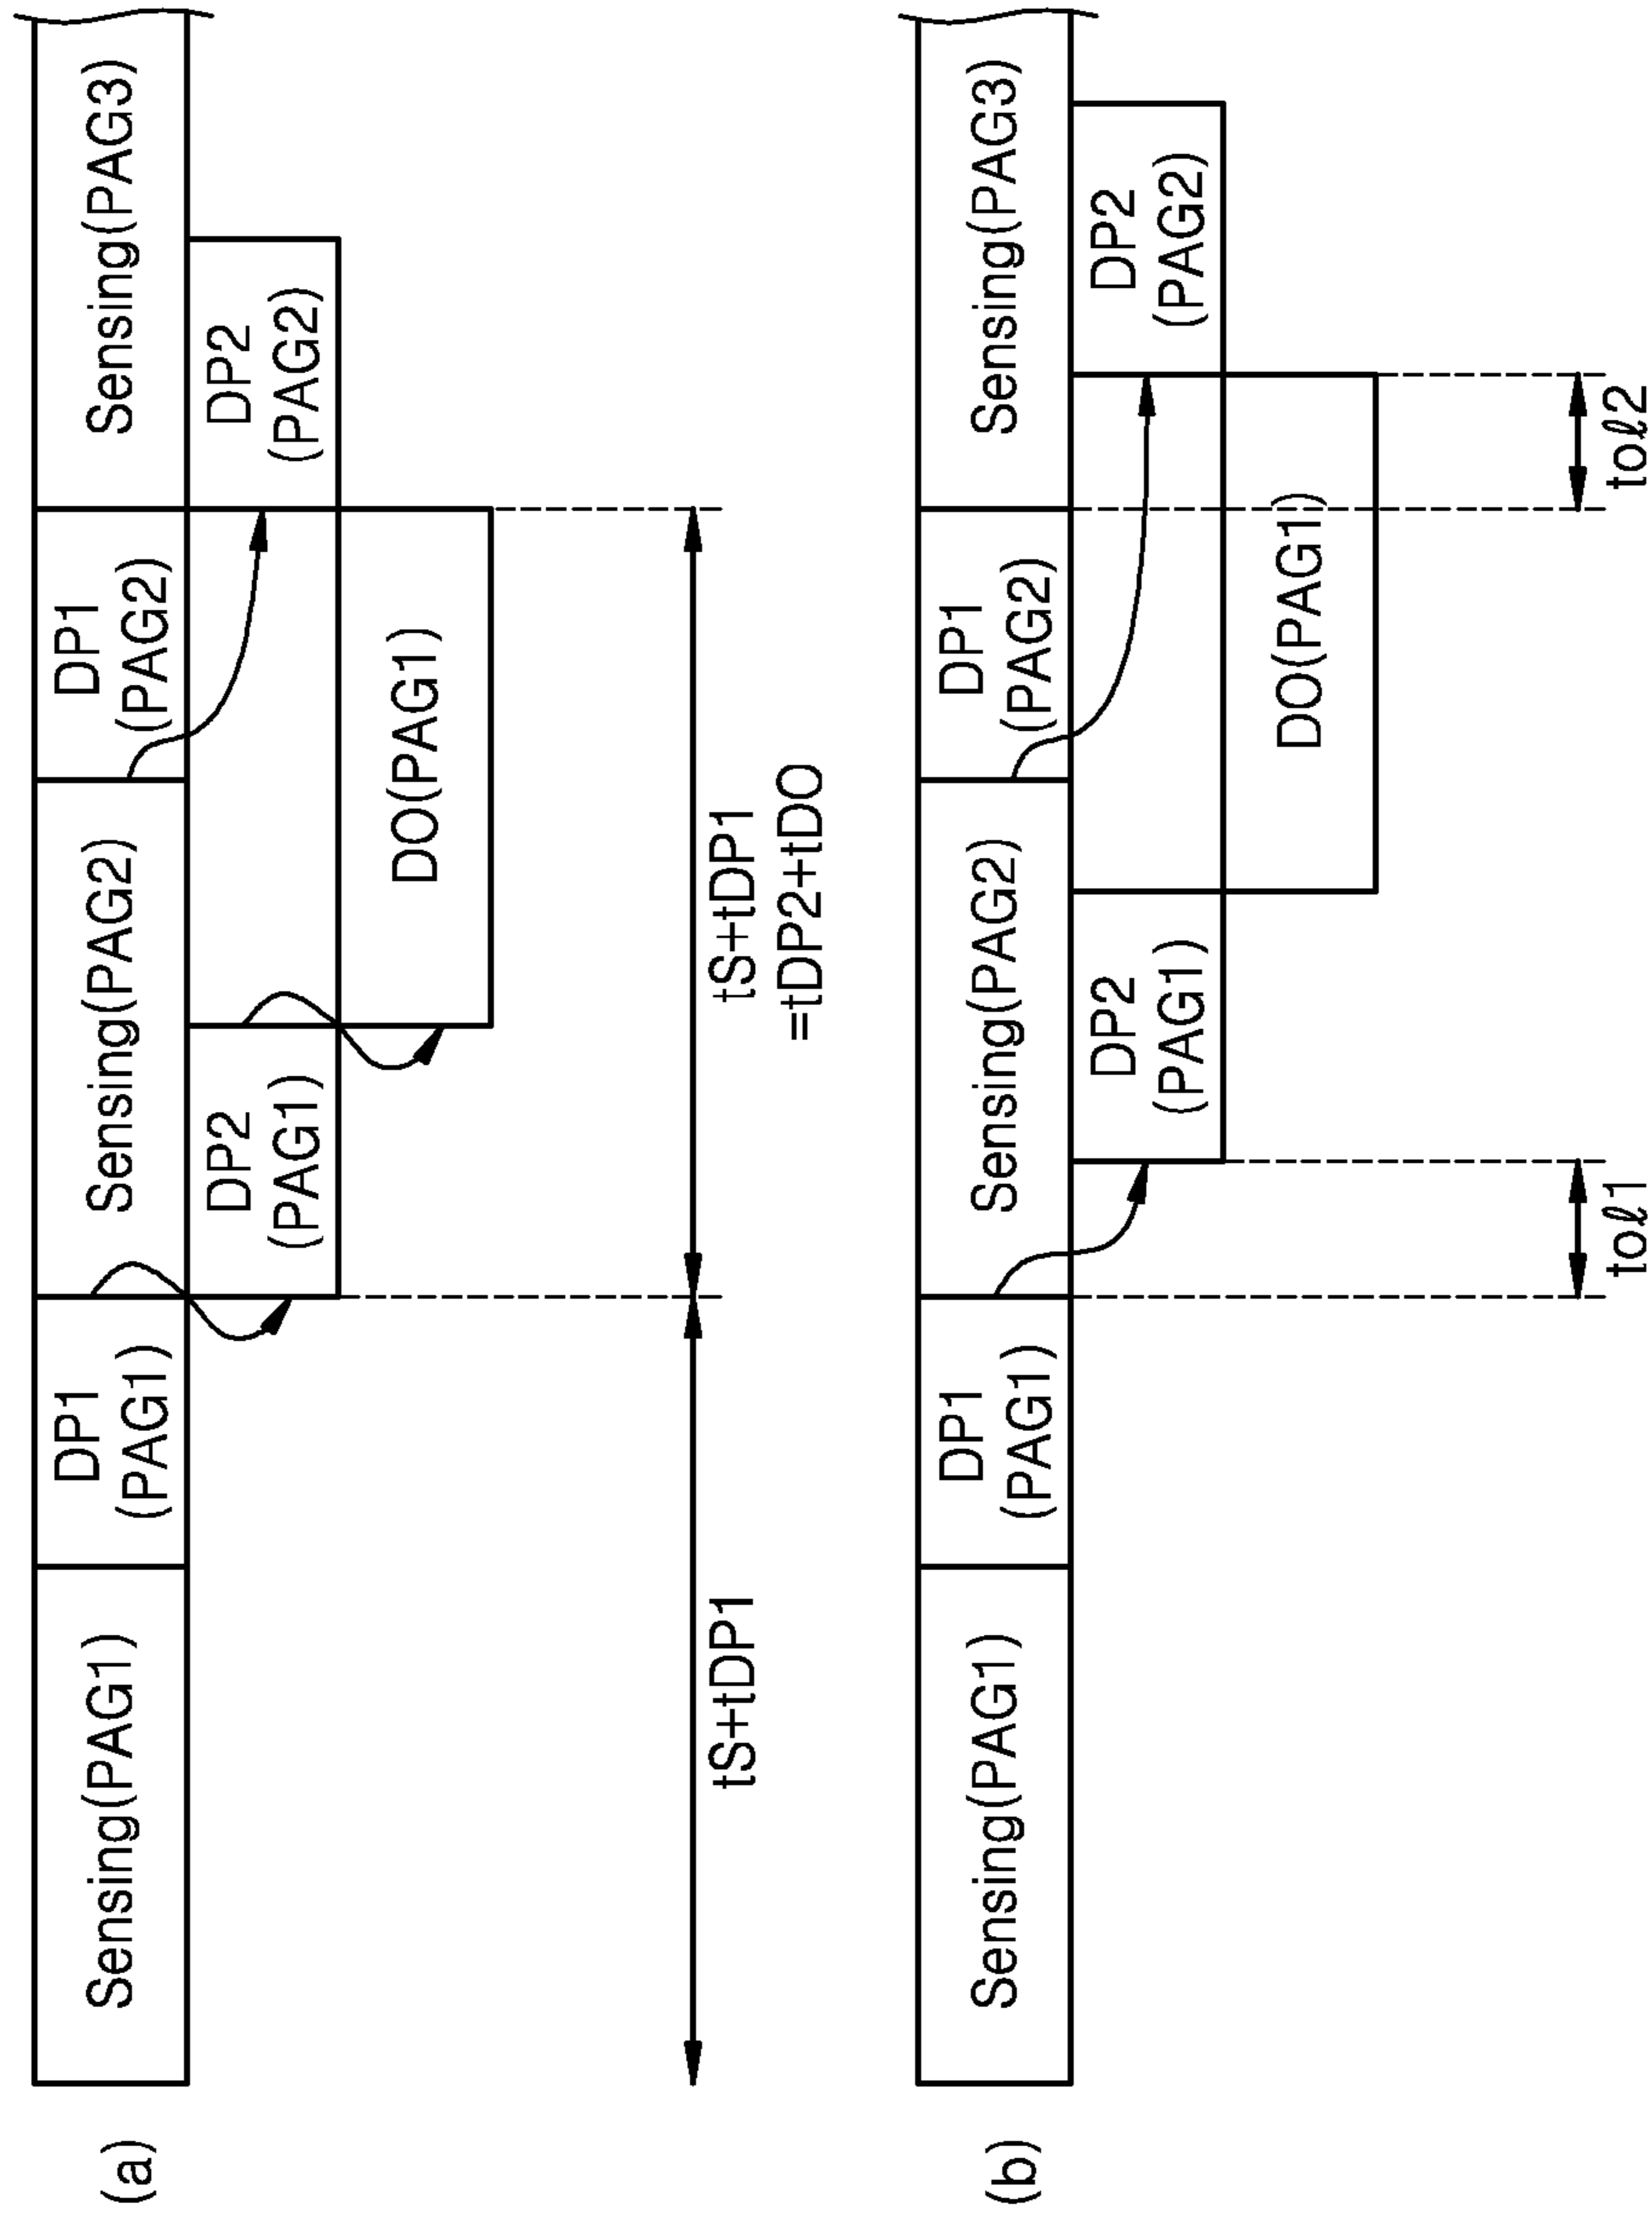 (a)
Sensing(PAG1)
DP1
(PAG1)
Sensing(PAG2)
DP1
(PAG2)
Sensing(PAG3)
DP2
(PAG1)
DP2
(PAG2)
DO(PAG1)
tS+tDP1
tS+tDP1
=tDP2+tDO
(b)
Sensing(PAG1)
DP1
(PAG1)
Sensing(PAG2)
DP1
(PAG2)
Sensing(PAG3)
DP2
(PAG1)
DP2
(PAG2)
DO(PAG1)
toℓ1
toℓ2